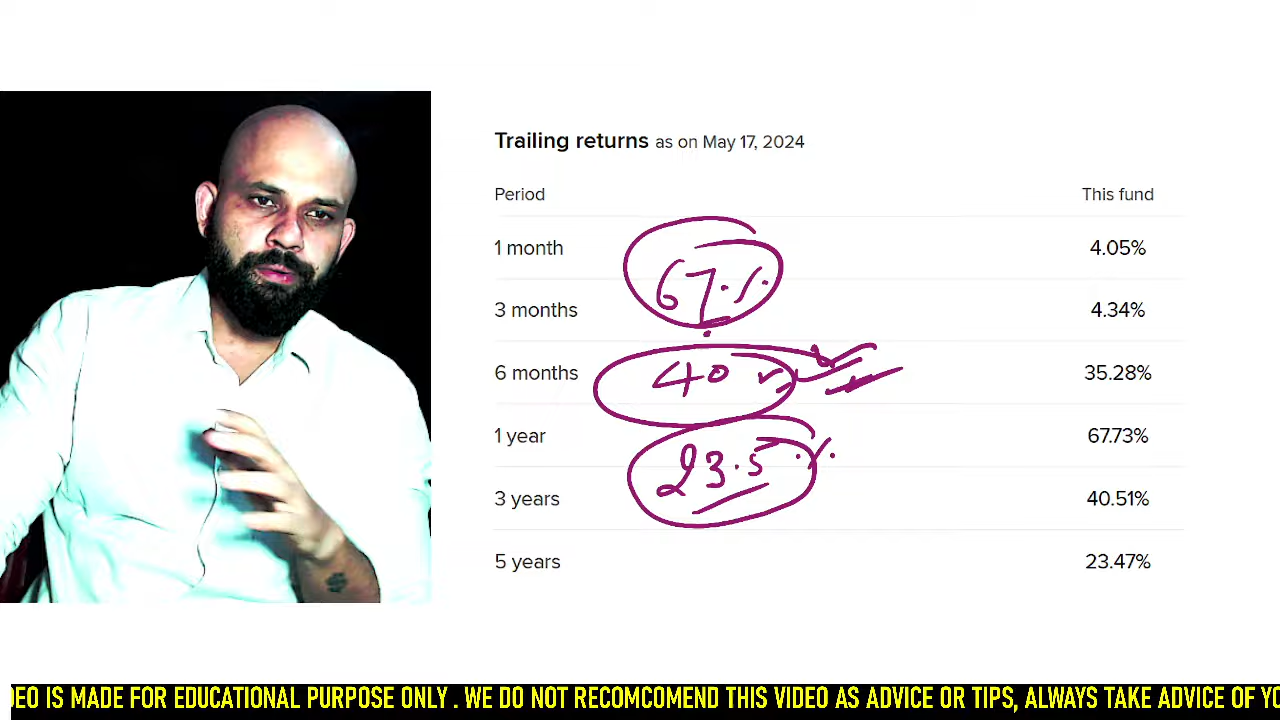 Trailing returns as on May 17, 2024
Period This fund
1 month 4.05%
67.%
3 months 4.34%
6 months 35.28%
40
1 year 67.73%
23.5%
3 years 40.51%
5 years 23.47%
DEO IS MADE FOR EDUCATIONAL PURPOSE ONLY . WE DO NOT RECOMCOMEND THIS VIDEO AS ADVICE OR TIPS, ALWAYS TAKE ADVICE OF YO